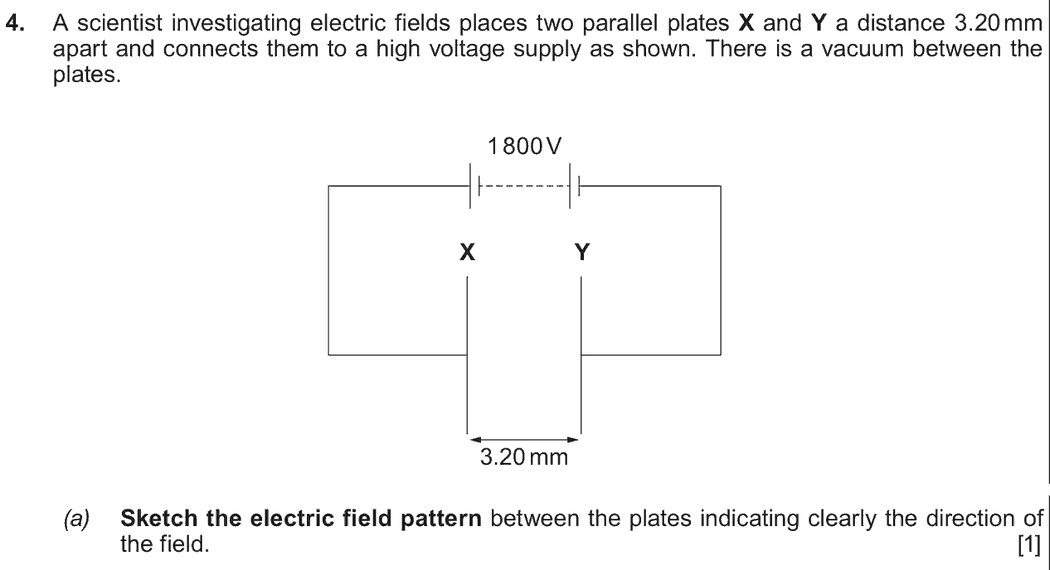 4. A scientist investigating electric fields places two parallel plates X and Y a distance 3.20 mm
apart and connects them to a high voltage supply as shown. There is a vacuum between the
plates.
1800 V
X Y
3.20 mm
(a) Sketch the electric field pattern between the plates indicating clearly the direction of
the field. [1]